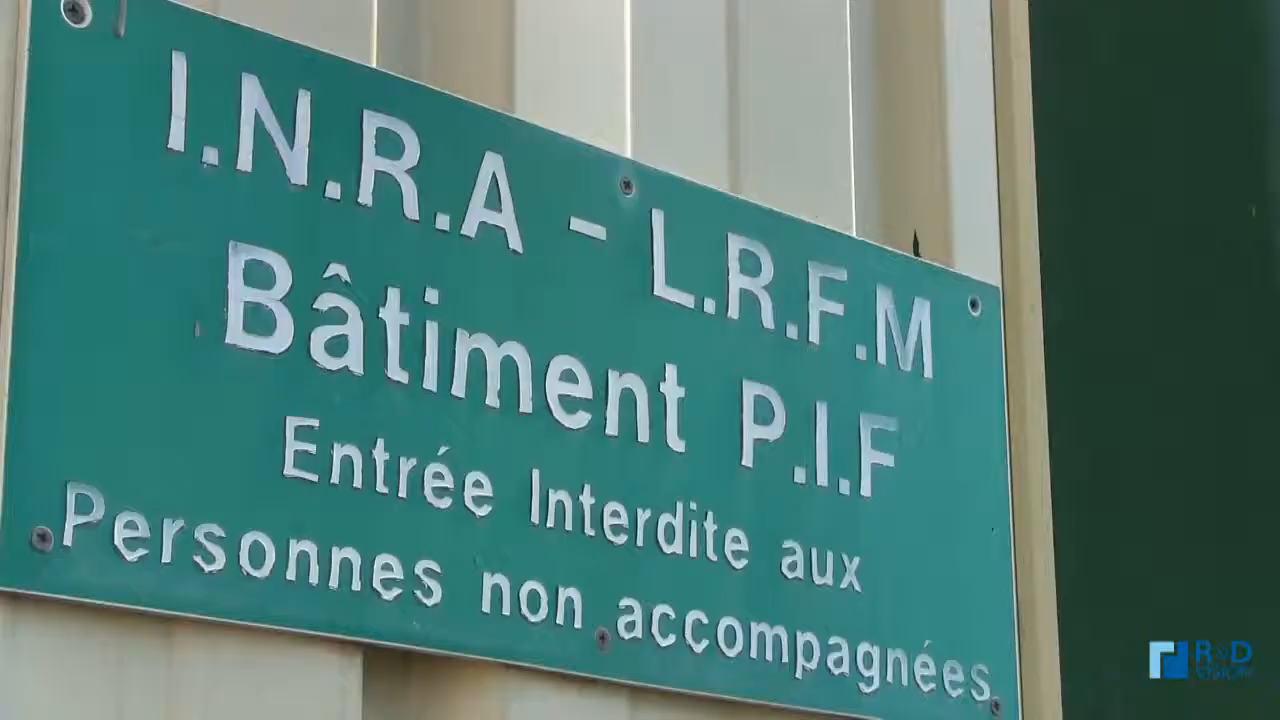 I.N.R.A - L.R.F.M
Bâtiment P.I.F
Entrée Interdite aux
Personnes non accompagnées
R&D